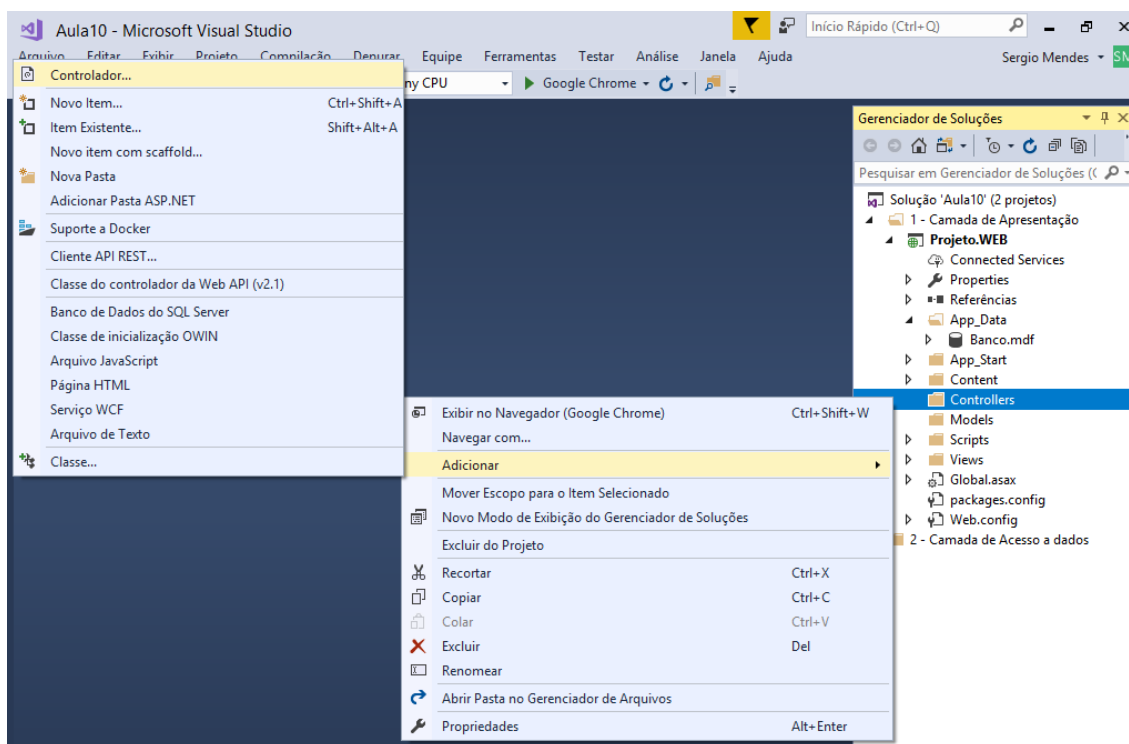 Aula10 - Microsoft Visual Studio
Início Rápido (Ctrl+Q)
Arquivo Editar Exibir Projeto Compilação Depurar Equipe Ferramentas Testar Análise Janela Ajuda
Sergio Mendes
SM
ny CPU
Google Chrome
Controlador...
Novo Item... Ctrl+Shift+A
Item Existente... Shift+Alt+A
Novo item com scaffold...
Nova Pasta
Adicionar Pasta ASP.NET
Suporte a Docker
Cliente API REST...
Classe do controlador da Web API (v2.1)
Banco de Dados do SQL Server
Classe de inicialização OWIN
Arquivo JavaScript
Página HTML
Serviço WCF
Arquivo de Texto
Classe...
Exibir no Navegador (Google Chrome) Ctrl+Shift+W
Navegar com...
Adicionar
Mover Escopo para o Item Selecionado
Novo Modo de Exibição do Gerenciador de Soluções
Excluir do Projeto
Recortar Ctrl+X
Copiar Ctrl+C
Colar Ctrl+V
Excluir Del
Renomear
Abrir Pasta no Gerenciador de Arquivos
Propriedades Alt+Enter
Gerenciador de Soluções
Pesquisar em Gerenciador de Soluções ((
Solução 'Aula10' (2 projetos)
1 - Camada de Apresentação
Projeto.WEB
Connected Services
Properties
Referências
App_Data
Banco.mdf
App_Start
Content
Controllers
Models
Scripts
Views
Global.asax
packages.config
Web.config
2 - Camada de Acesso a dados